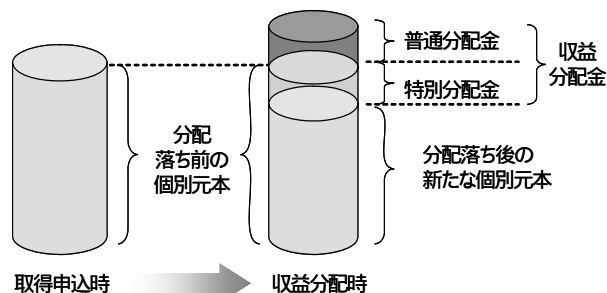 普通分配金
収益
分配金
特別分配金
分配
落ち前の
個別元本
分配落ち後の
新たな個別元本
取得申込時
収益分配時